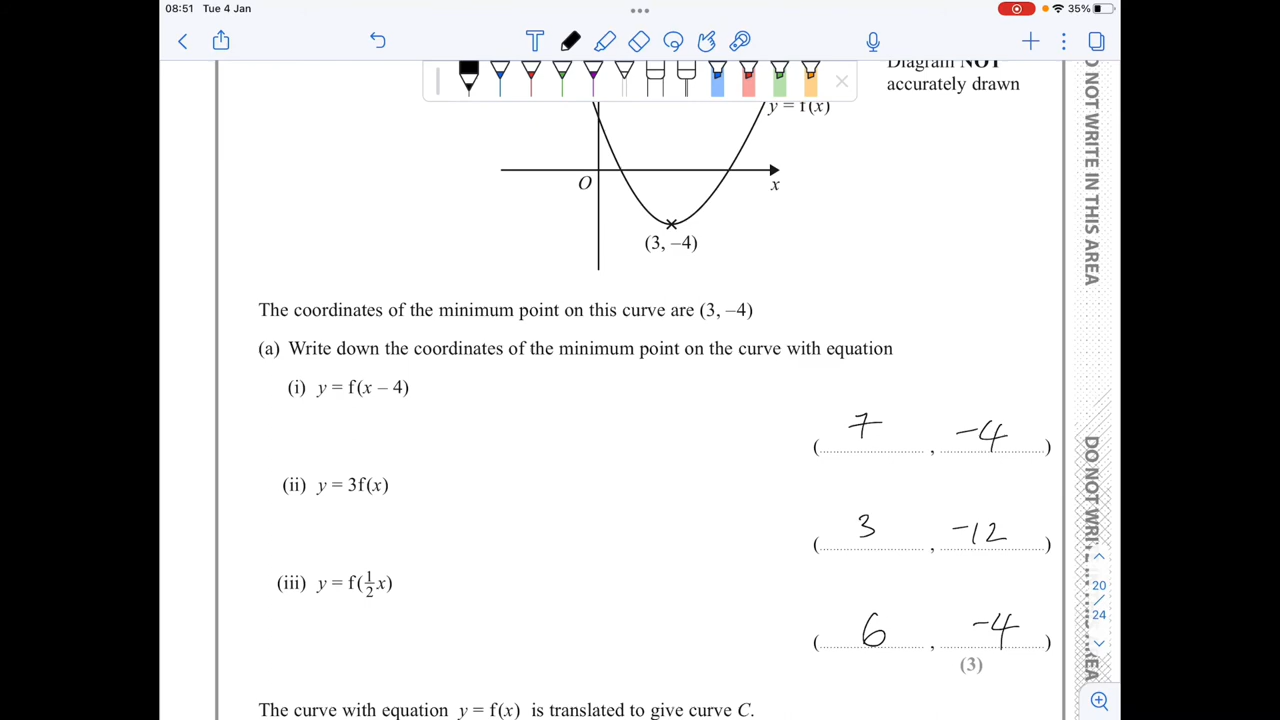 08:51 Tue 4 Jan
35%
Diagram NOT
accurately drawn
y = f(x)
O
x
(3, –4)
The coordinates of the minimum point on this curve are (3, –4)
(a) Write down the coordinates of the minimum point on the curve with equation
(i) y = f(x – 4)
( 7 , -4 )
(ii) y = 3f(x)
( 3 , -12 )
(iii) y = f(1/2x)
( 6 , -4 )
(3)
The curve with equation y = f(x) is translated to give curve C.
DO NOT WRITE IN THIS AREA
20
/
24